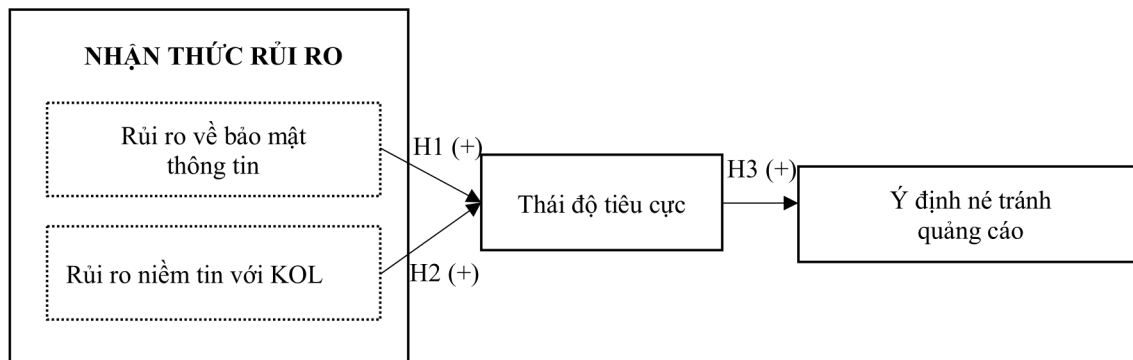 NHẬN THỨC RỦI RO
Rủi ro về bảo mật
thông tin
H1 (+)
Rủi ro niềm tin với KOL
H2 (+)
Thái độ tiêu cực
H3 (+)
Ý định né tránh
quảng cáo